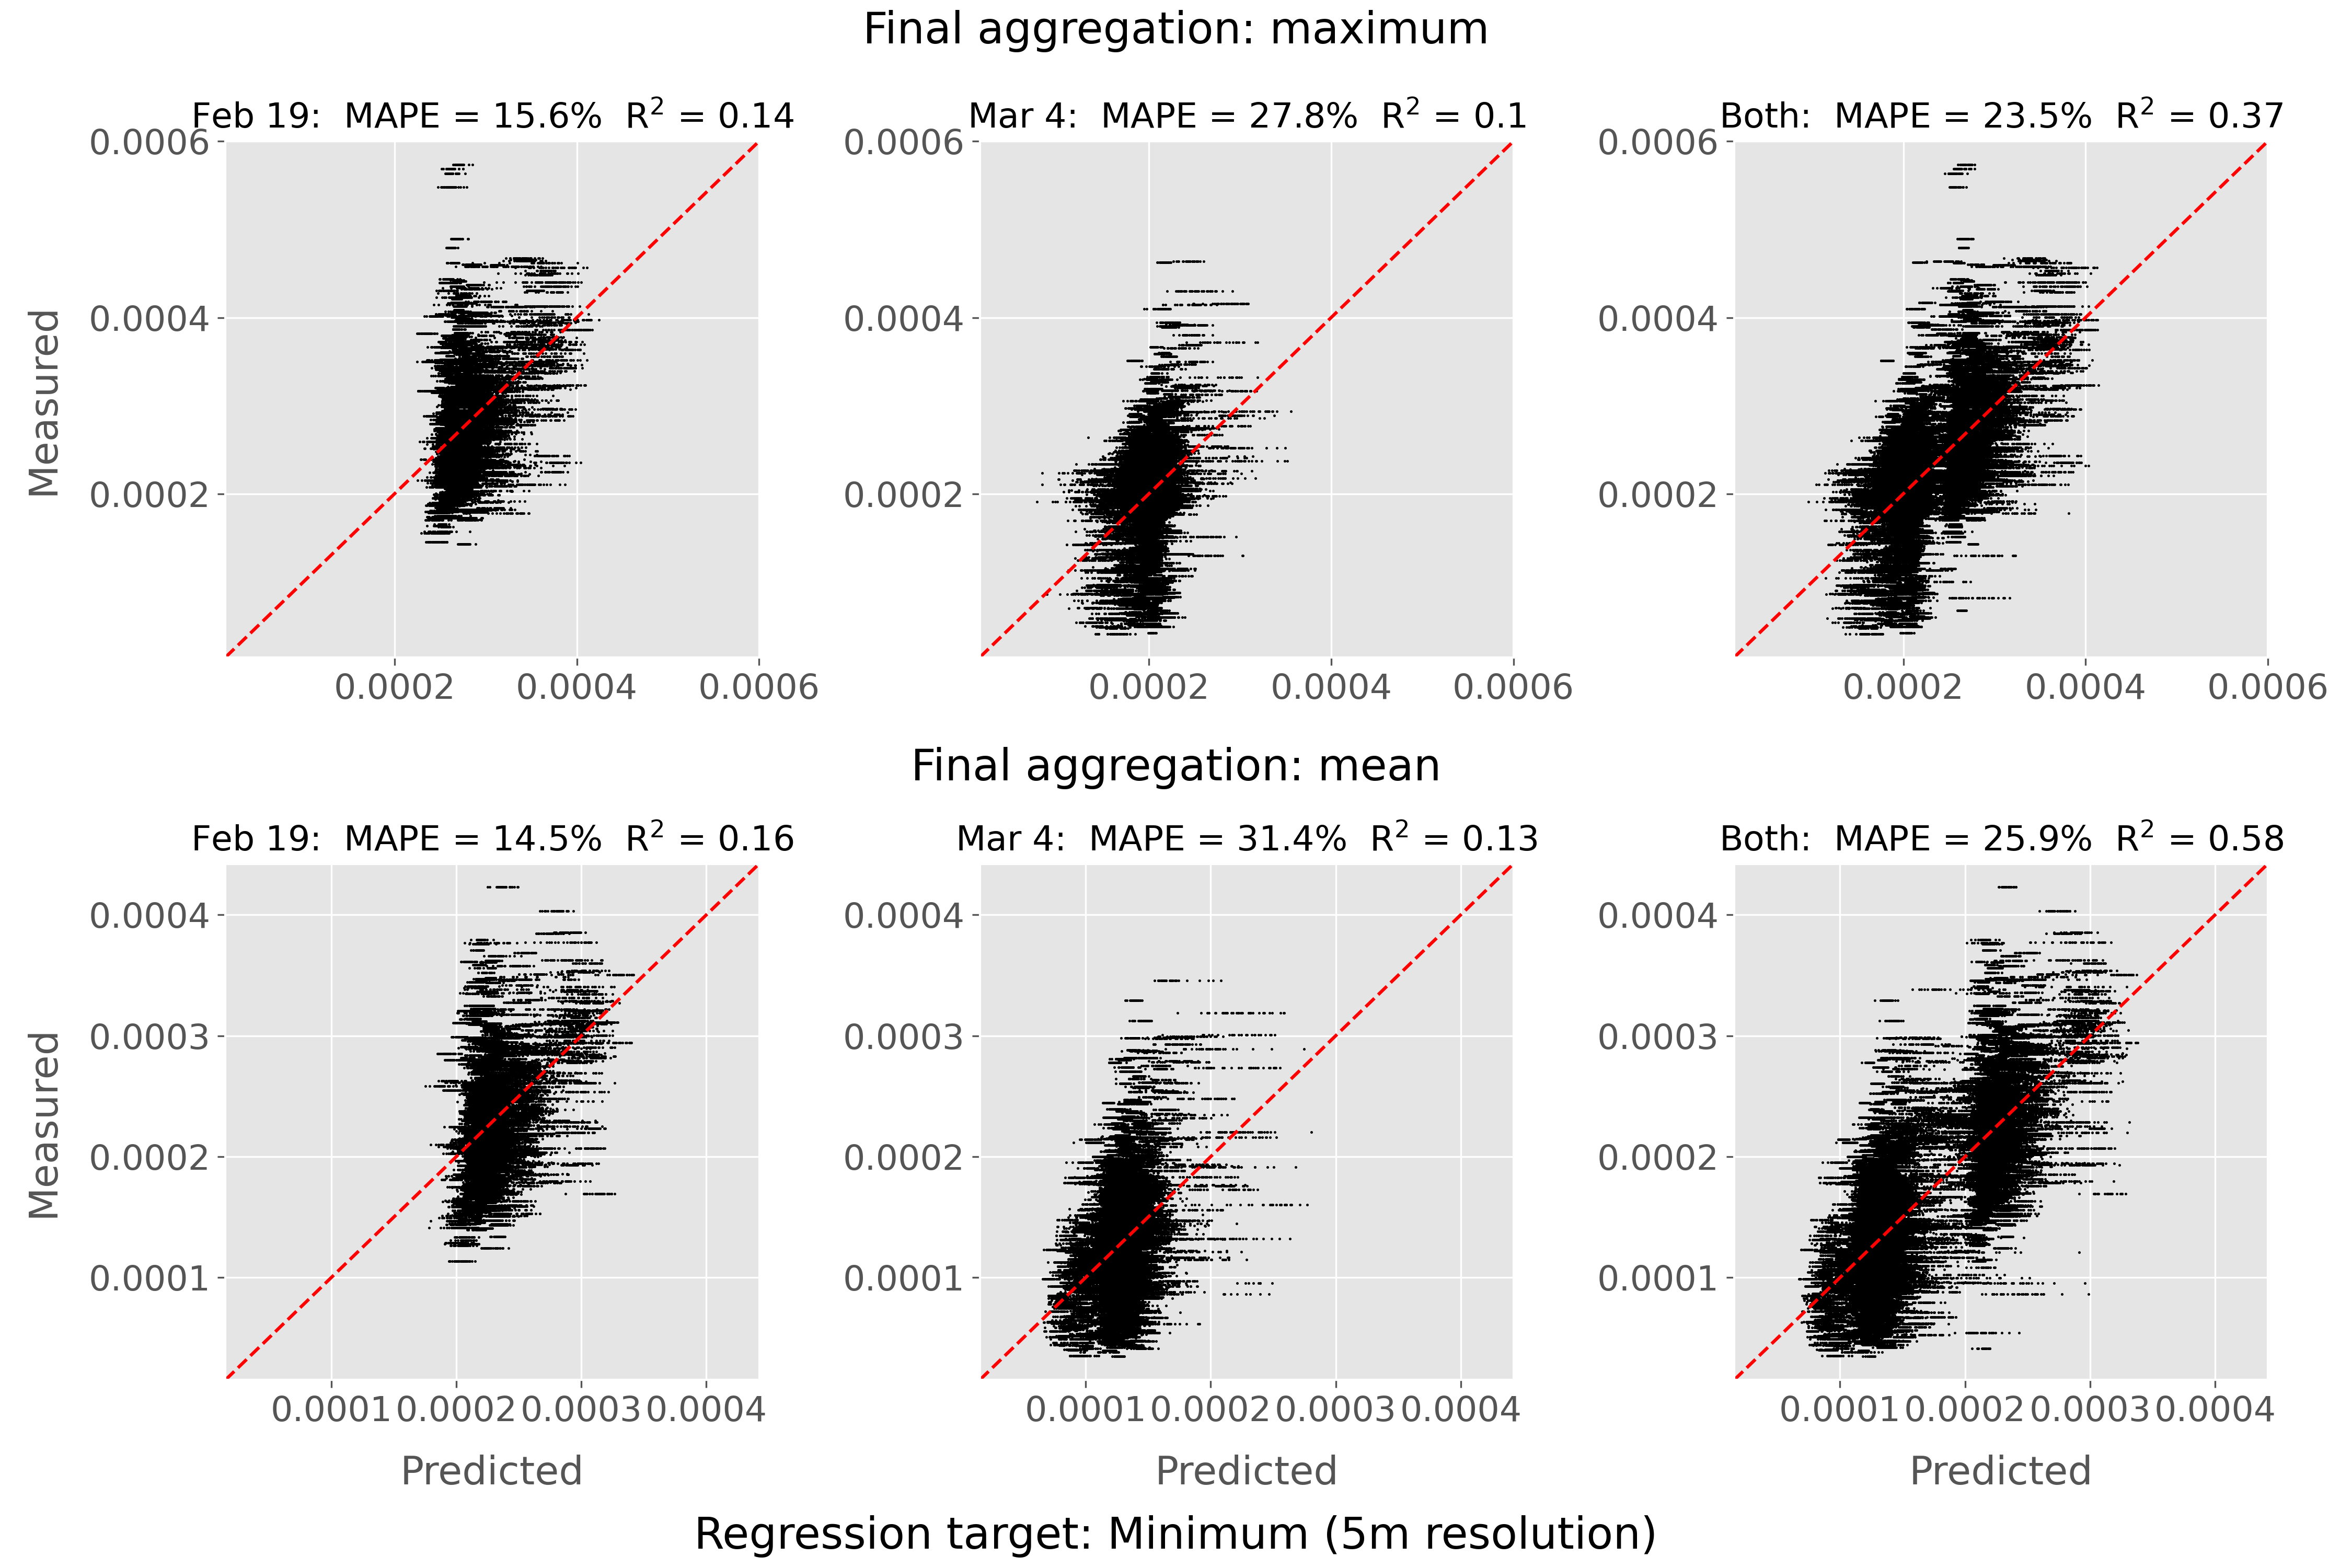 Final aggregation: maximum
Feb 19:  MAPE = 15.6%  R² = 0.14
Mar 4:  MAPE = 27.8%  R² = 0.1
Both:  MAPE = 23.5%  R² = 0.37
Measured
0.0006
0.0004
0.0002
0.0002 0.0004 0.0006
0.0006
0.0004
0.0002
0.0002 0.0004 0.0006
0.0006
0.0004
0.0002
0.0002 0.0004 0.0006
Final aggregation: mean
Feb 19:  MAPE = 14.5%  R² = 0.16
Mar 4:  MAPE = 31.4%  R² = 0.13
Both:  MAPE = 25.9%  R² = 0.58
Measured
0.0004
0.0003
0.0002
0.0001
0.0001 0.0002 0.0003 0.0004
Predicted
0.0004
0.0003
0.0002
0.0001
0.0001 0.0002 0.0003 0.0004
Predicted
0.0004
0.0003
0.0002
0.0001
0.0001 0.0002 0.0003 0.0004
Predicted
Regression target: Minimum (5m resolution)